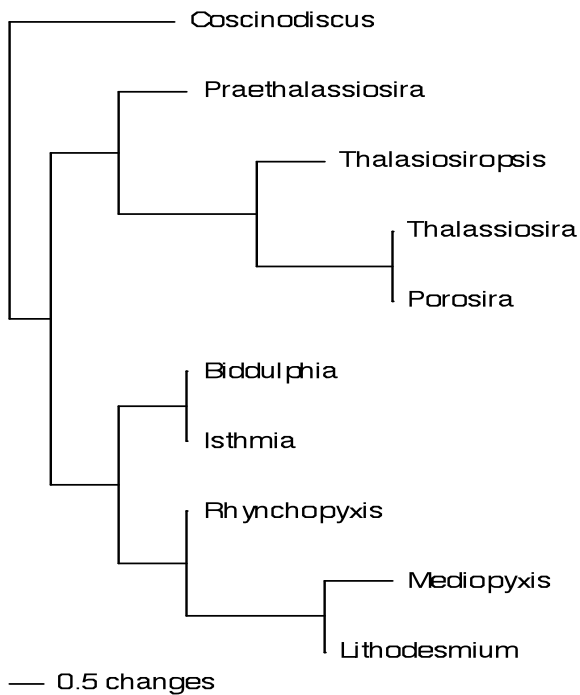 Coscinodiscus
Praethalassiosira
Thalasiosiropsis
Thalassiosira
Porosira
Biddulphia
Isthmia
Rhynchopyxis
Mediopyxis
Lithodesmium
0.5 changes